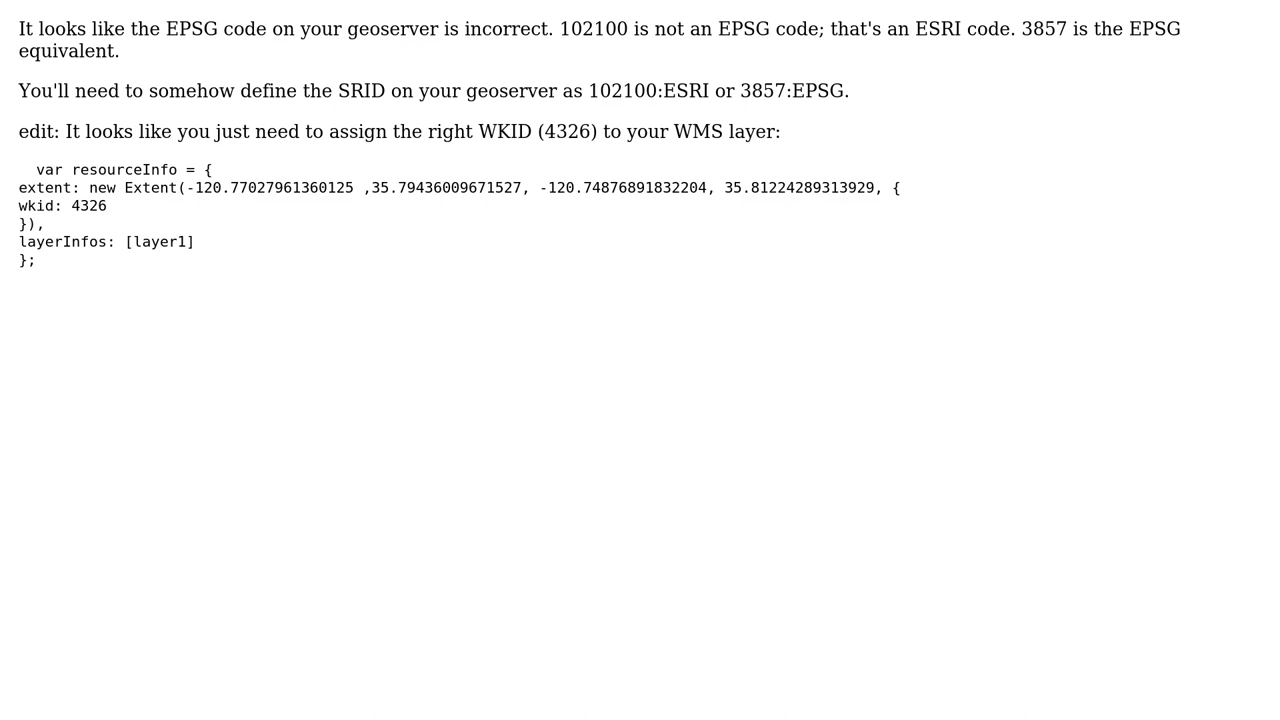 It looks like the EPSG code on your geoserver is incorrect. 102100 is not an EPSG code; that's an ESRI code. 3857 is the EPSG
equivalent.
You'll need to somehow define the SRID on your geoserver as 102100:ESRI or 3857:EPSG.
edit: It looks like you just need to assign the right WKID (4326) to your WMS layer:
  var resourceInfo = {
extent: new Extent(-120.77027961360125 ,35.79436009671527, -120.74876891832204, 35.81224289313929, {
wkid: 4326
}),
layerInfos: [layer1]
};